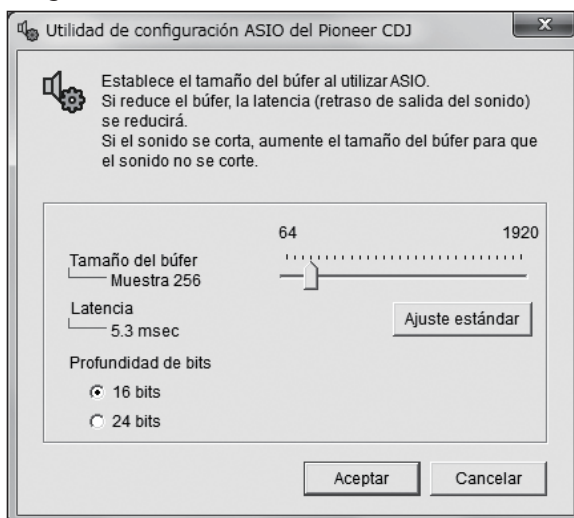 Utilidad de configuración ASIO del Pioneer CDJ
Establece el tamaño del búfer al utilizar ASIO.
Si reduce el búfer, la latencia (retraso de salida del sonido)
se reducirá.
Si el sonido se corta, aumente el tamaño del búfer para que
el sonido no se corte.
64 1920
Tamaño del búfer
Muestra 256
Latencia
5.3 msec
Ajuste estándar
Profundidad de bits
16 bits
24 bits
Aceptar Cancelar